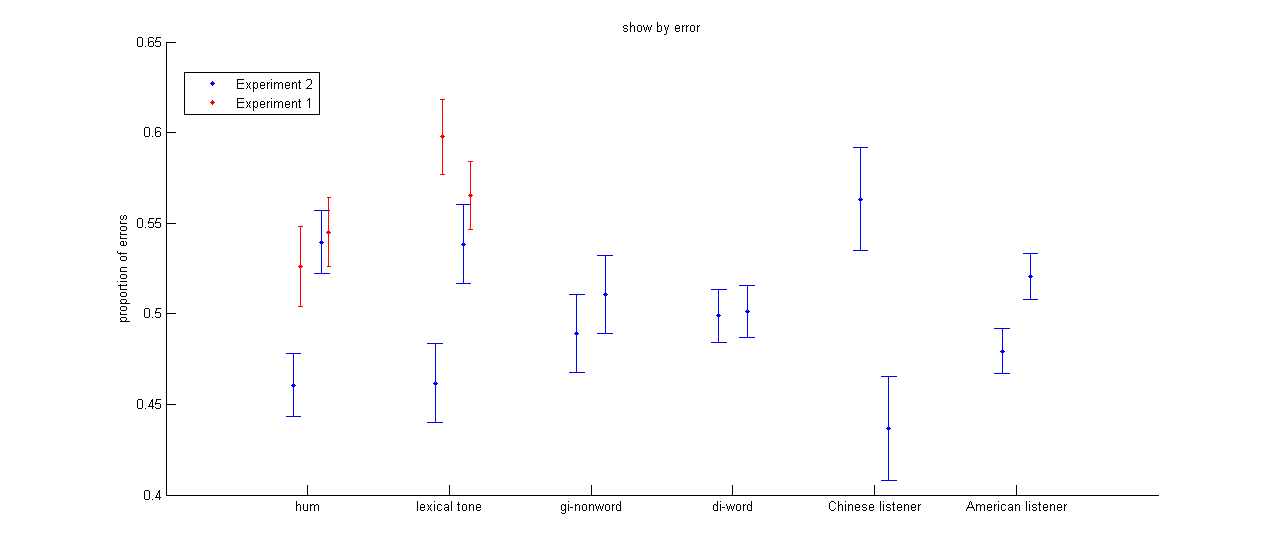 show by error
0.65
Experiment 2
Experiment 1
0.6
0.55
proportion of errors
0.5
0.45
0.4
hum lexical tone gi-nonword di-word Chinese listener American listener